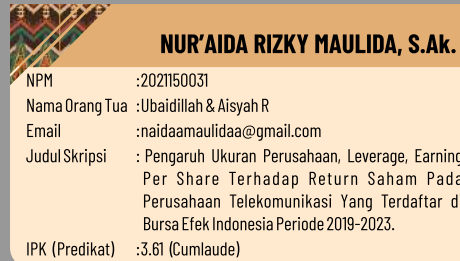 NUR’AIDA RIZKY MAULIDA, S.Ak.
NPM :2021150031
Nama Orang Tua :Ubaidillah & Aisyah R
Email :naidaamaulidaa@gmail.com
Judul Skripsi : Pengaruh Ukuran Perusahaan, Leverage, Earning
Per Share Terhadap Return Saham Pada
Perusahaan Telekomunikasi Yang Terdaftar d
Bursa Efek Indonesia Periode 2019-2023.
IPK (Predikat) :3.61 (Cumlaude)